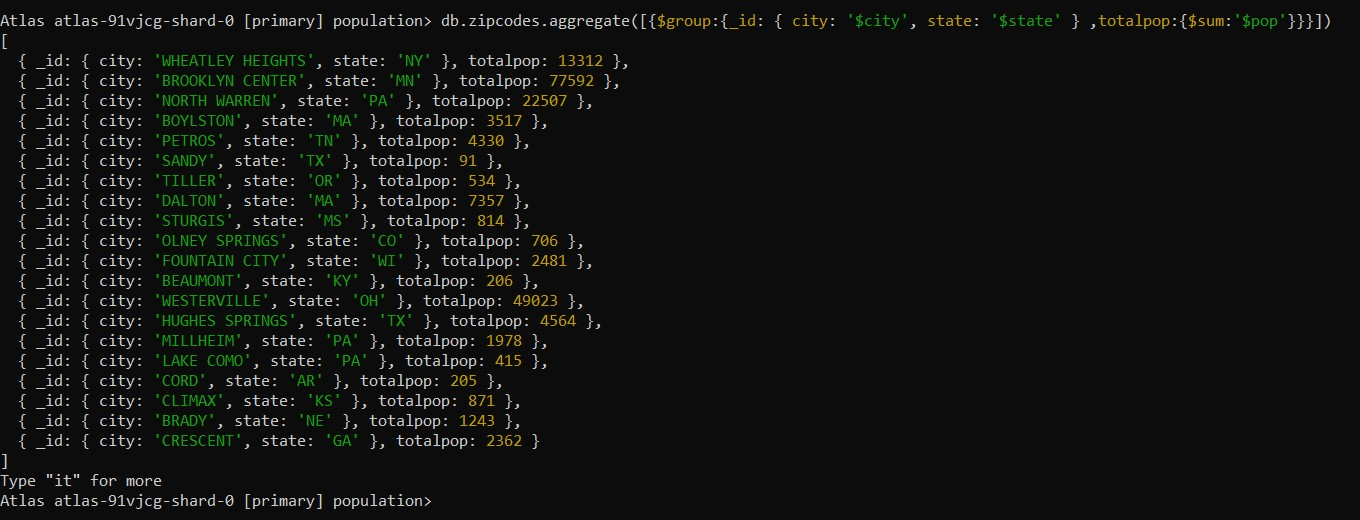 Atlas atlas-91vjcg-shard-0 [primary] population> db.zipcodes.aggregate([{$group:{_id: { city: '$city', state: '$state' } ,totalpop:{$sum:'$pop'}}}])
[
  { _id: { city: 'WHEATLEY HEIGHTS', state: 'NY' }, totalpop: 13312 },
  { _id: { city: 'BROOKLYN CENTER', state: 'MN' }, totalpop: 77592 },
  { _id: { city: 'NORTH WARREN', state: 'PA' }, totalpop: 22507 },
  { _id: { city: 'BOYLSTON', state: 'MA' }, totalpop: 3517 },
  { _id: { city: 'PETROS', state: 'TN' }, totalpop: 4330 },
  { _id: { city: 'SANDY', state: 'TX' }, totalpop: 91 },
  { _id: { city: 'TILLER', state: 'OR' }, totalpop: 534 },
  { _id: { city: 'DALTON', state: 'MA' }, totalpop: 7357 },
  { _id: { city: 'STURGIS', state: 'MS' }, totalpop: 814 },
  { _id: { city: 'OLNEY SPRINGS', state: 'CO' }, totalpop: 706 },
  { _id: { city: 'FOUNTAIN CITY', state: 'WI' }, totalpop: 2481 },
  { _id: { city: 'BEAUMONT', state: 'KY' }, totalpop: 206 },
  { _id: { city: 'WESTERVILLE', state: 'OH' }, totalpop: 49023 },
  { _id: { city: 'HUGHES SPRINGS', state: 'TX' }, totalpop: 4564 },
  { _id: { city: 'MILLHEIM', state: 'PA' }, totalpop: 1978 },
  { _id: { city: 'LAKE COMO', state: 'PA' }, totalpop: 415 },
  { _id: { city: 'CORD', state: 'AR' }, totalpop: 205 },
  { _id: { city: 'CLIMAX', state: 'KS' }, totalpop: 871 },
  { _id: { city: 'BRADY', state: 'NE' }, totalpop: 1243 },
  { _id: { city: 'CRESCENT', state: 'GA' }, totalpop: 2362 }
]
Type "it" for more
Atlas atlas-91vjcg-shard-0 [primary] population>